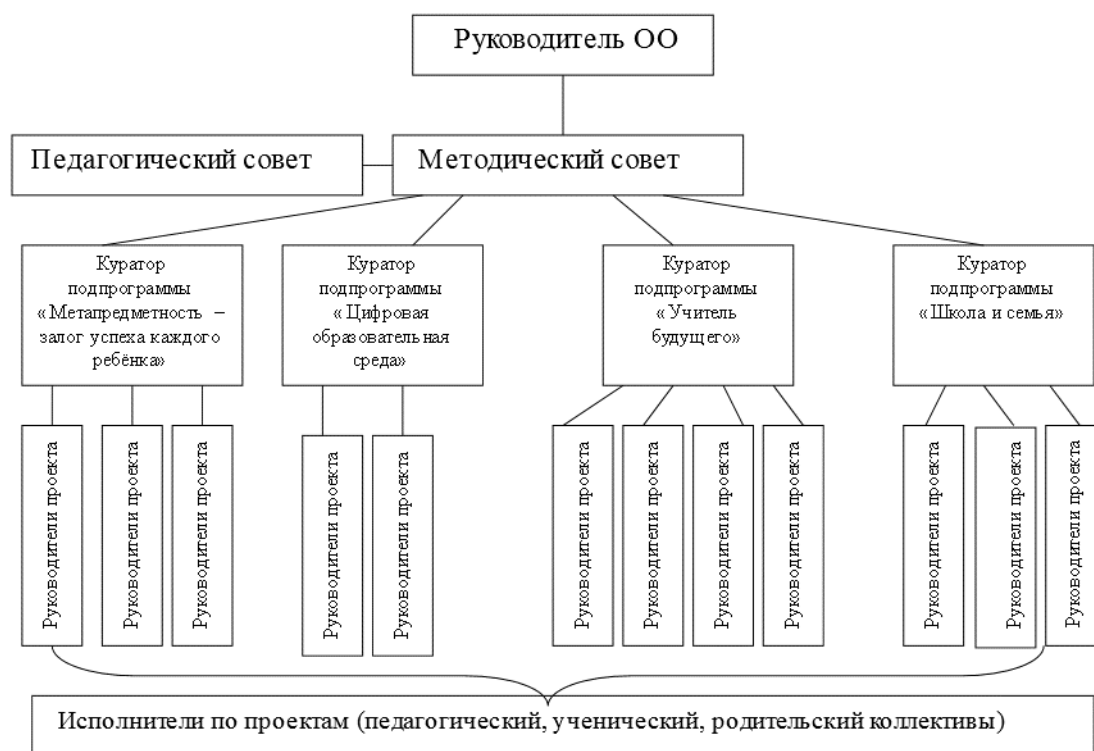 Руководитель ОО
Педагогический совет
Методический совет
Куратор
подпрограммы
«Метапредметность –
залог успеха каждого
ребёнка»
Куратор
подпрограммы
«Цифровая
образовательная
среда»
Куратор
подпрограммы
«Учитель
будущего»
Куратор
подпрограммы
«Школа и семья»
Руководители проекта
Руководители проекта
Руководители проекта
Руководители проекта
Руководители проекта
Руководители проекта
Руководители проекта
Руководители проекта
Руководители проекта
Руководители проекта
Руководители проекта
Руководители проекта
Исполнители по проектам (педагогический, ученический, родительский коллективы)